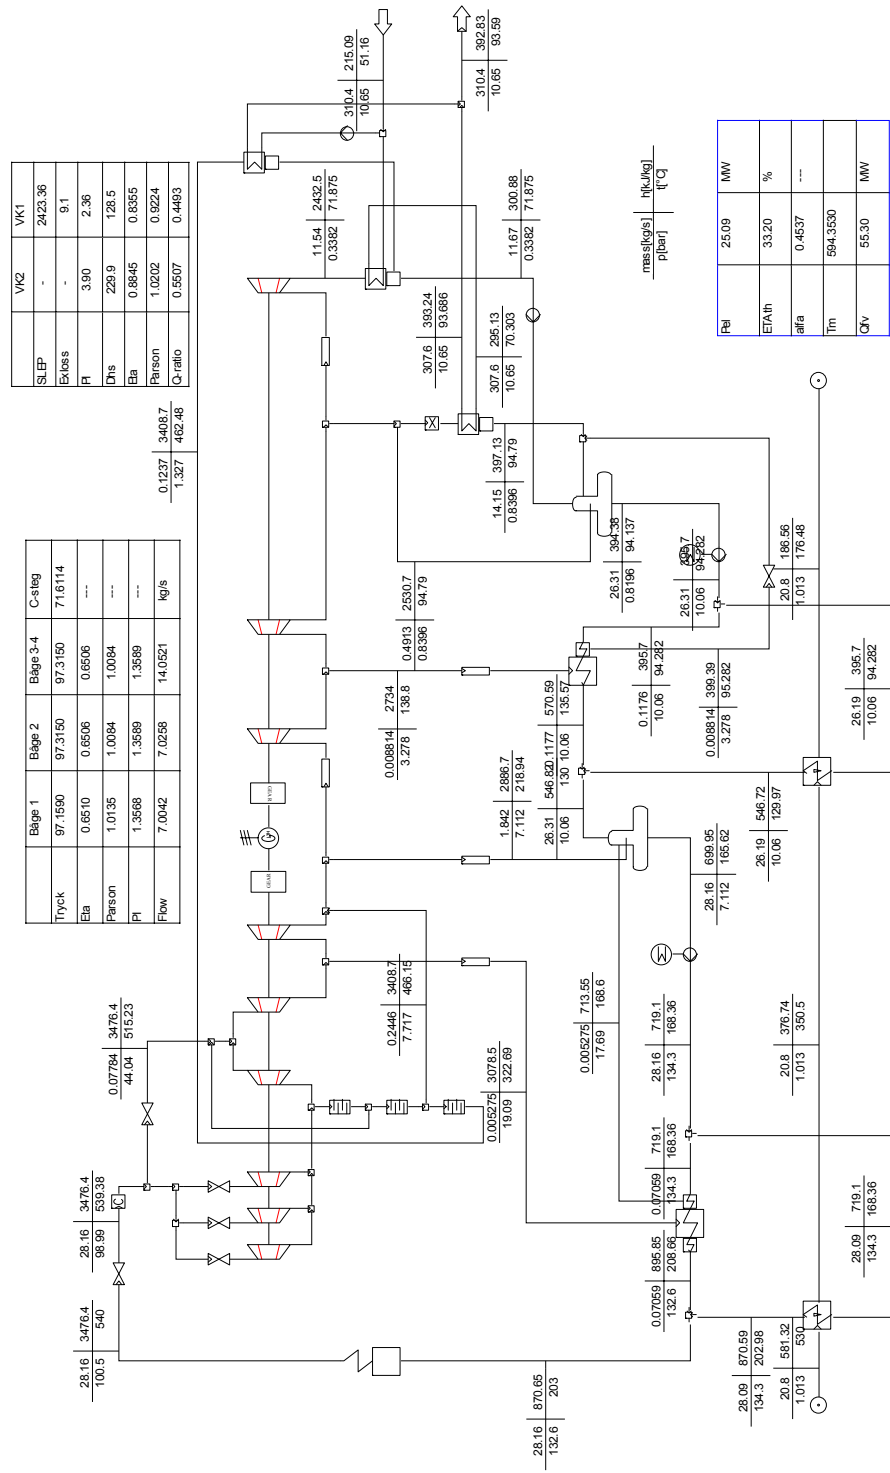 VK2 VK1
SLEP - 2423.36
Exloss - 9.1
PI 3.90 2.36
Dhs 229.9 128.5
Eta 0.8845 0.8355
Parson 1.0202 0.9224
Q-ratio 0.5507 0.4493
Båge 1 Båge 2 Båge 3-4 C-steg
Tryck 97.1590 97.3150 97.3150 71.6114
Eta 0.6510 0.6506 0.6506 ---
Parson 1.0135 1.0084 1.0084 ---
PI 1.3568 1.3589 1.3589 ---
Flow 7.0042 7.0258 14.0521 kg/s
Pel 25.09 MW
ETAth 33.20 %
alfa 0.4537 ---
Tm 594.3530
Qfv 55.30 MW
mass[kg/s] h[kJ/kg]
p[bar] t[°C]
28.16 3476.4
100.5 540
28.16 3476.4
98.99 539.38
0.07784 3476.4
44.04 515.23
0.1237 3408.7
1.327 462.48
310.4 215.09
10.65 51.16
310.4 392.83
10.65 93.59
11.54 2432.5
0.3382 71.875
11.67 300.88
0.3382 71.875
307.6 393.24
10.65 93.686
307.6 295.13
10.65 70.303
14.15 397.13
0.8396 94.79
GEAR
G
GEAR
C
0.4913 2530.7
0.8396 94.79
26.31 394.38
0.8196 94.137
26.31 395.7
10.06 94.282
M
0.008814 2734
3.278 138.8
0.1176 395.7
10.06 94.282
0.008814 399.39
3.278 95.282
20.8 186.56
1.013 176.48
26.19 395.7
10.06 94.282
1.842 2886.7
7.112 218.94
0.1177 570.59
10.06 135.57
26.31 546.82
10.06 130
26.19 546.72
10.06 129.97
28.16 699.95
7.112 165.62
M
0.2446 3408.7
7.717 466.15
0.005275 3078.5
19.09 322.69
0.005275 713.55
17.69 168.6
28.16 719.1
134.3 168.36
20.8 376.74
1.013 350.5
0.07059 719.1
134.3 168.36
28.09 719.1
134.3 168.36
0.07059 895.85
132.6 208.66
28.09 870.59
134.3 202.98
20.8 581.32
1.013 530
28.16 870.65
132.6 203